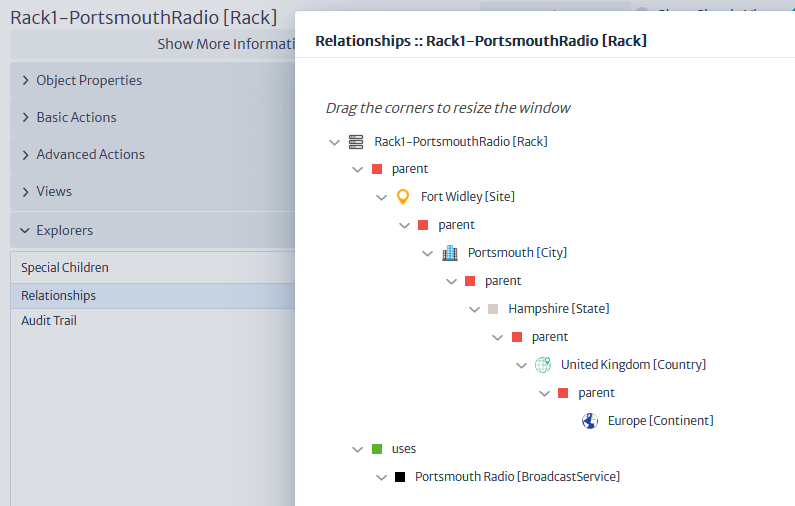 Rack1-PortsmouthRadio [Rack]
Show More Informati
Object Properties
Basic Actions
Advanced Actions
Views
Explorers
Special Children
Relationships
Audit Trail
Relationships :: Rack1-PortsmouthRadio [Rack]
Drag the corners to resize the window
Rack1-PortsmouthRadio [Rack]
parent
Fort Widley [Site]
parent
Portsmouth [City]
parent
Hampshire [State]
parent
United Kingdom [Country]
parent
Europe [Continent]
uses
Portsmouth Radio [BroadcastService]